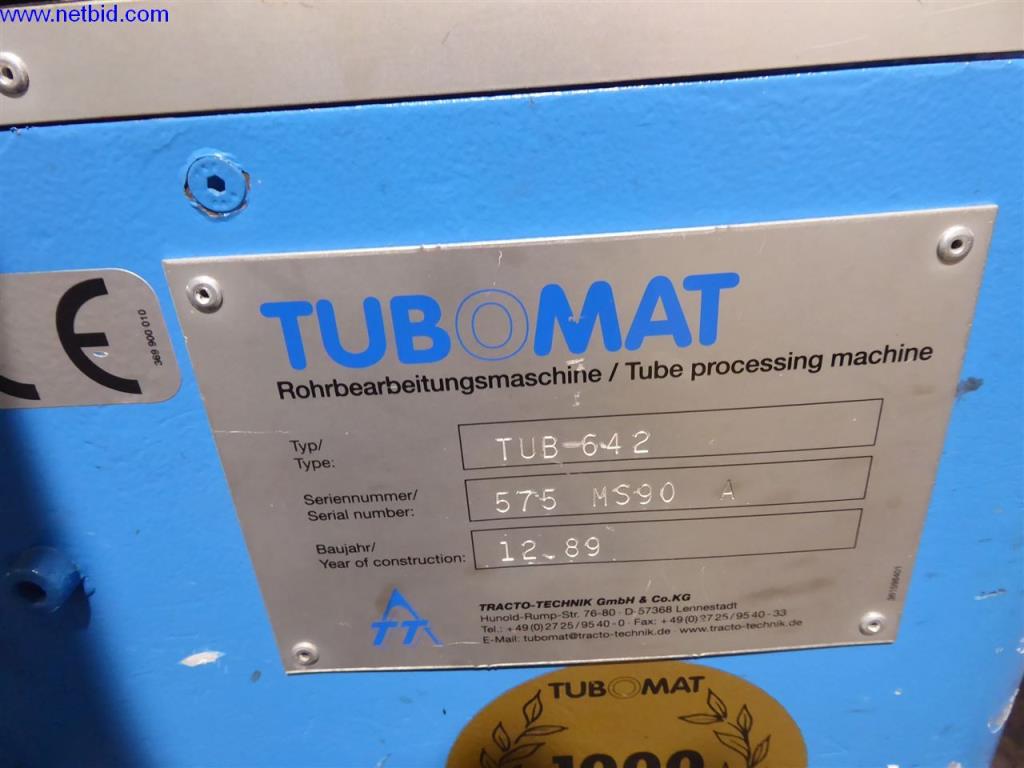 www.netbid.com
CE
369 900 010
TUBOMAT
Rohrbearbeitungsmaschine / Tube processing machine
Typ/
Type:
TUB-642
Seriennummer/
Serial number:
575 MS90 A
Baujahr/
Year of construction:
12.89
TT
TRACTO-TECHNIK GmbH & Co.KG
Hunold-Rump-Str. 76-80 · D-57368 Lennestadt
Tel.: +49(0)2725/9540-0 · Fax: +49(0)2725/9540-33
E-Mail: tubomat@tracto-technik.de · www.tracto-technik.de
TUBOMAT